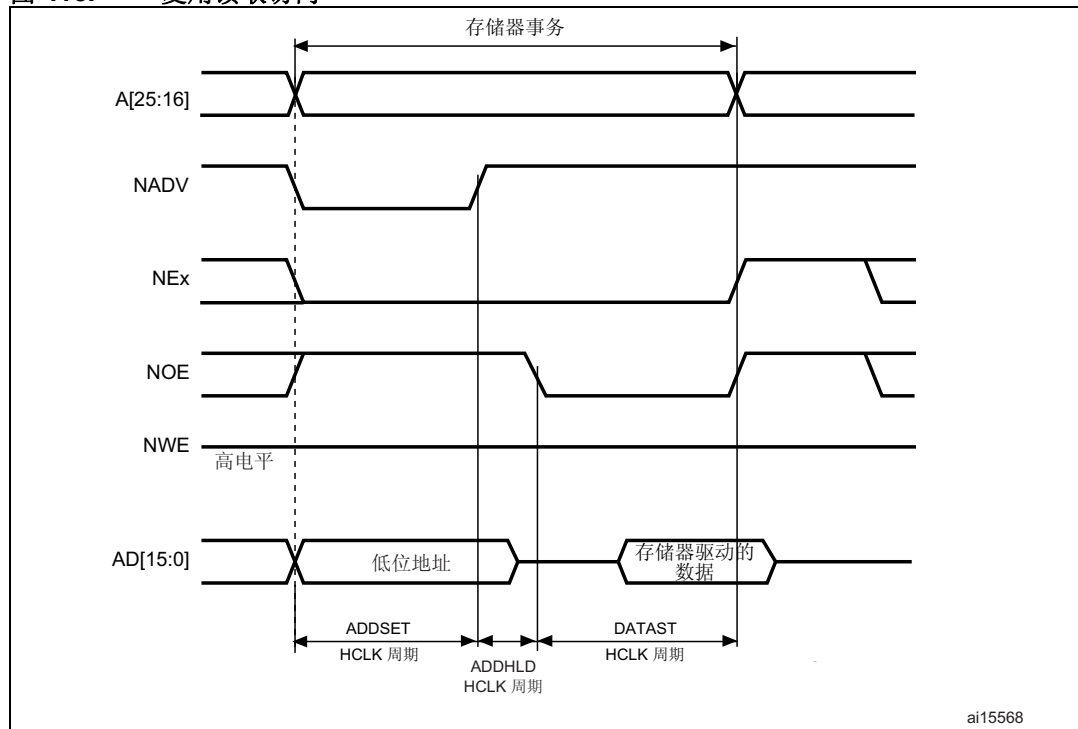 存储器事务
A[25:16]
NADV
NEx
NOE
NWE
高电平
AD[15:0]
低位地址
存储器驱动的
数据
ADDSET
HCLK 周期
ADDHLD
HCLK 周期
DATAST
HCLK 周期
ai15568